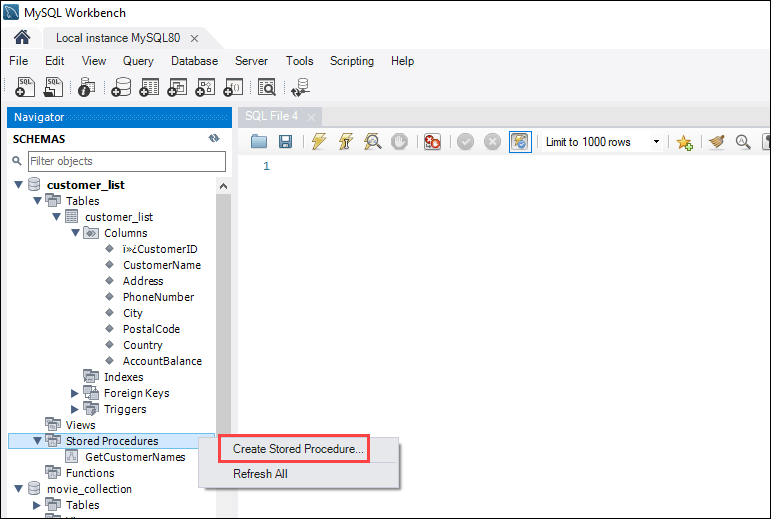 MySQL Workbench
Local instance MySQL80 ×
File Edit View Query Database Server Tools Scripting Help
Navigator
SQL File 4 ×
SCHEMAS
Limit to 1000 rows
Filter objects
1
customer_list
Tables
customer_list
Columns
ï»¿CustomerID
CustomerName
Address
PhoneNumber
City
PostalCode
Country
AccountBalance
Indexes
Foreign Keys
Triggers
Views
Stored Procedures
Create Stored Procedure...
GetCustomerNames
Refresh All
Functions
movie_collection
Tables